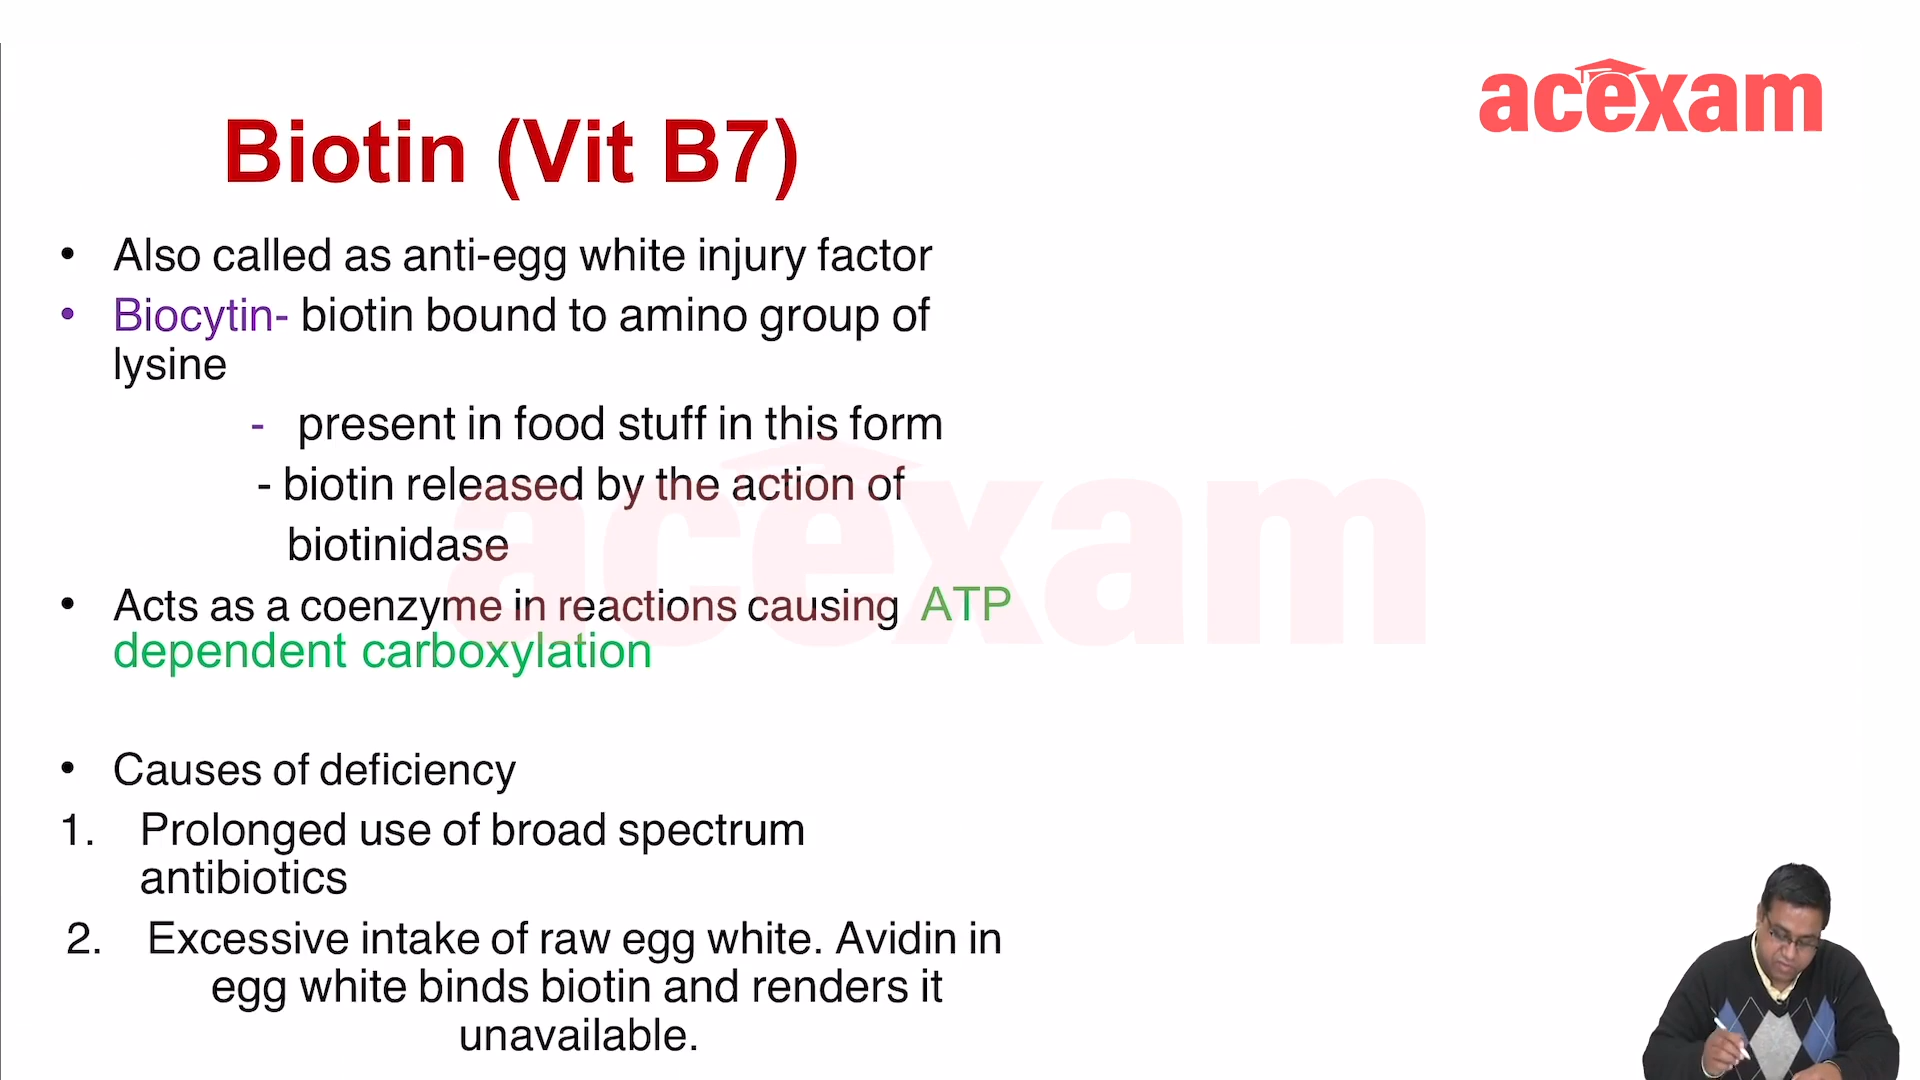 acexam
Biotin (Vit B7)
• Also called as anti-egg white injury factor
• Biocytin- biotin bound to amino group of
lysine
- present in food stuff in this form
- biotin released by the action of
biotinidase
• Acts as a coenzyme in reactions causing ATP
dependent carboxylation
• Causes of deficiency
1. Prolonged use of broad spectrum
antibiotics
2. Excessive intake of raw egg white. Avidin in
egg white binds biotin and renders it
unavailable.
acexam